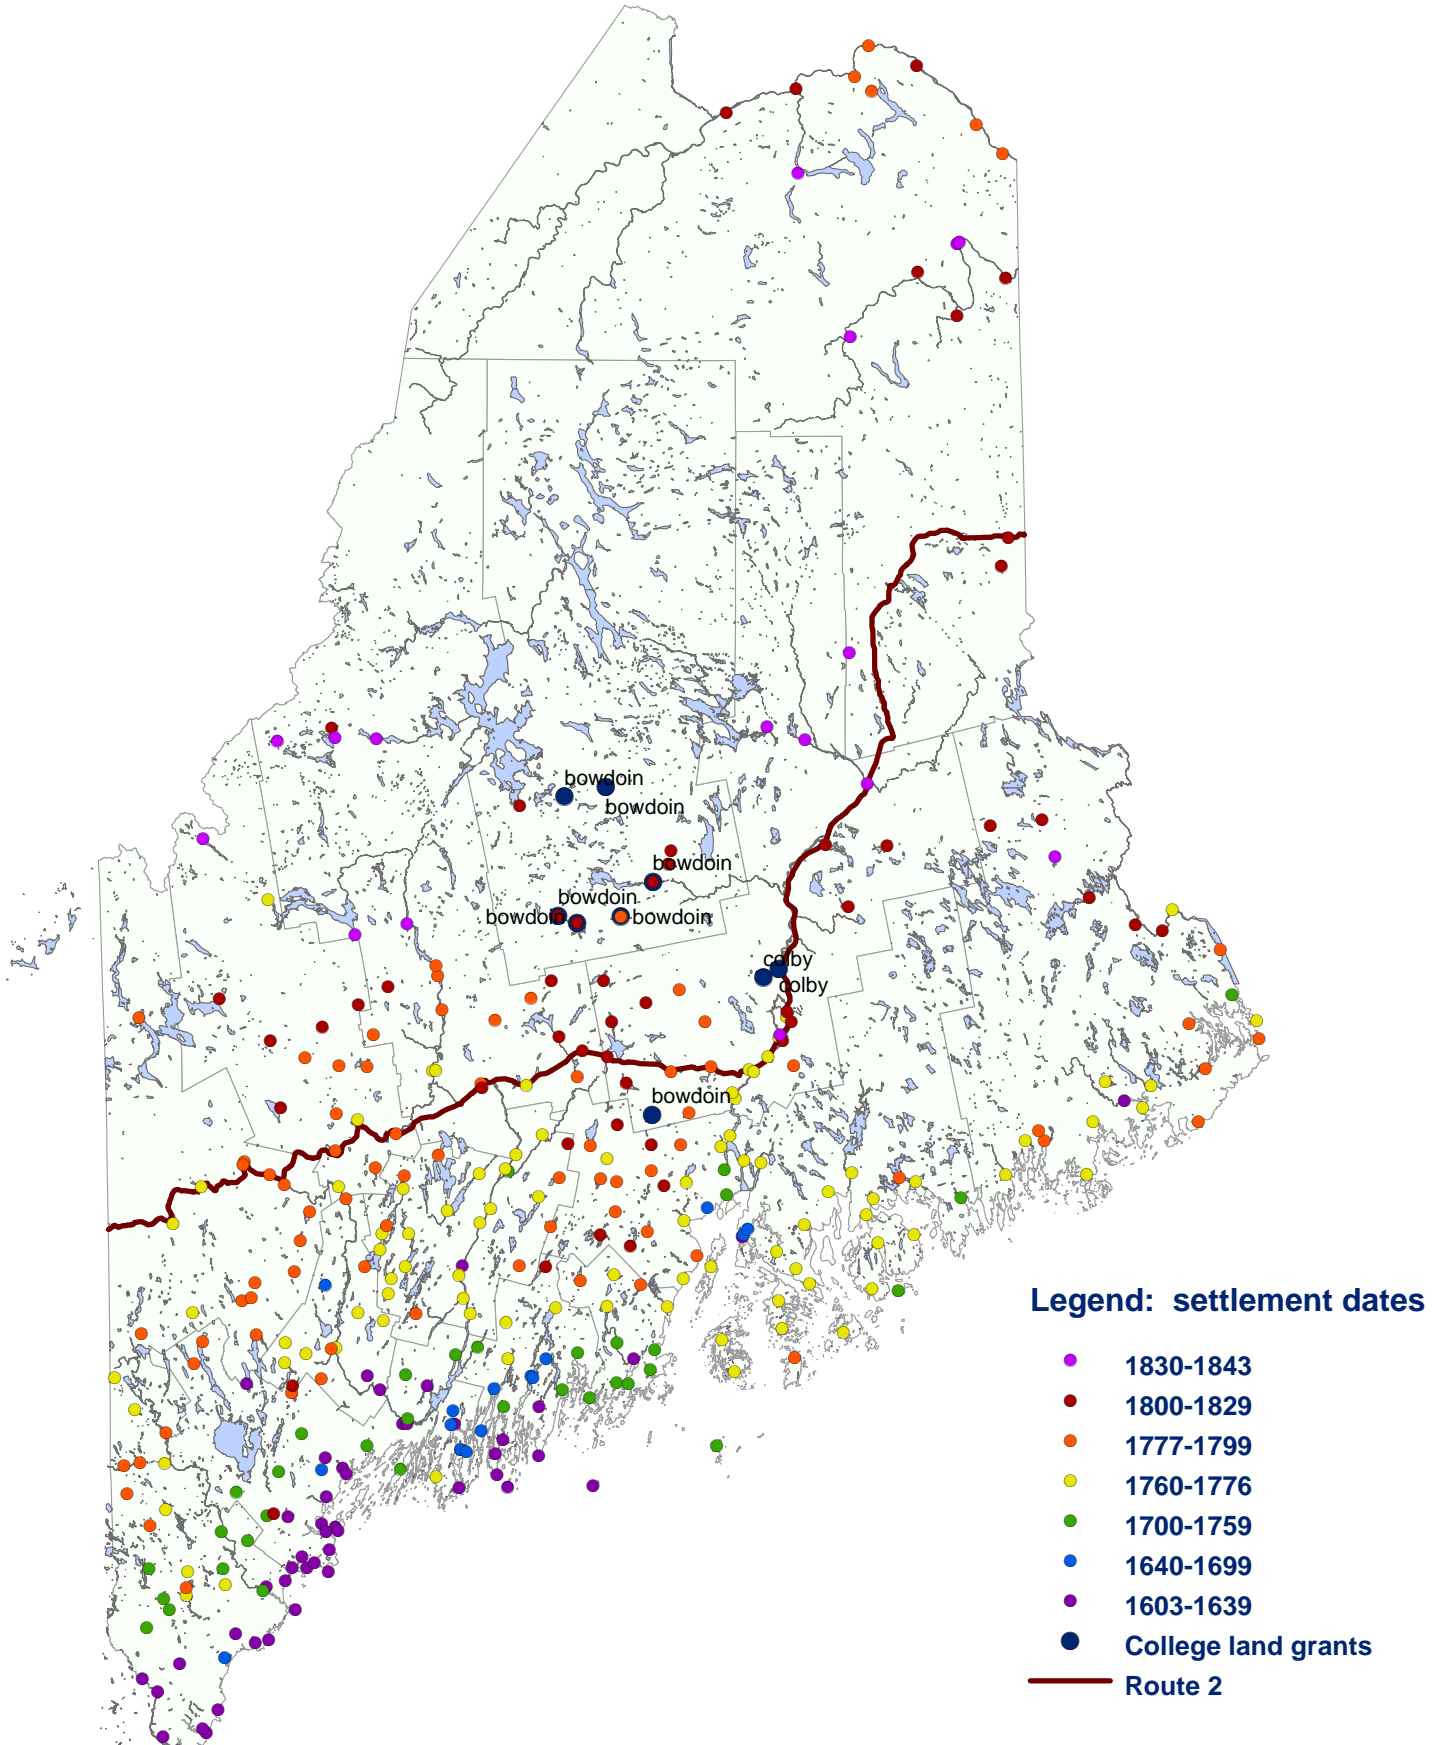 bowdoin
bowdoin
bowdoin
bowdoin
bowdoin
bowdoin
colby
colby
bowdoin
Legend: settlement dates
1830-1843
1800-1829
1777-1799
1760-1776
1700-1759
1640-1699
1603-1639
College land grants
Route 2